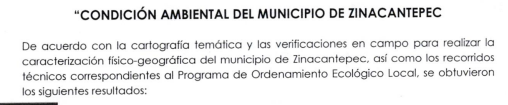 “CONDICIÓN AMBIENTAL DEL MUNICIPIO DE ZINACANTEPEC
De acuerdo con la cartografía temática y las verificaciones en campo para realizar la
caracterización físico-geográfica del municipio de Zinacantepec, así como los recorridos
técnicos correspondientes al Programa de Ordenamiento Ecológico Local, se obtuvieron
los siguientes resultados: